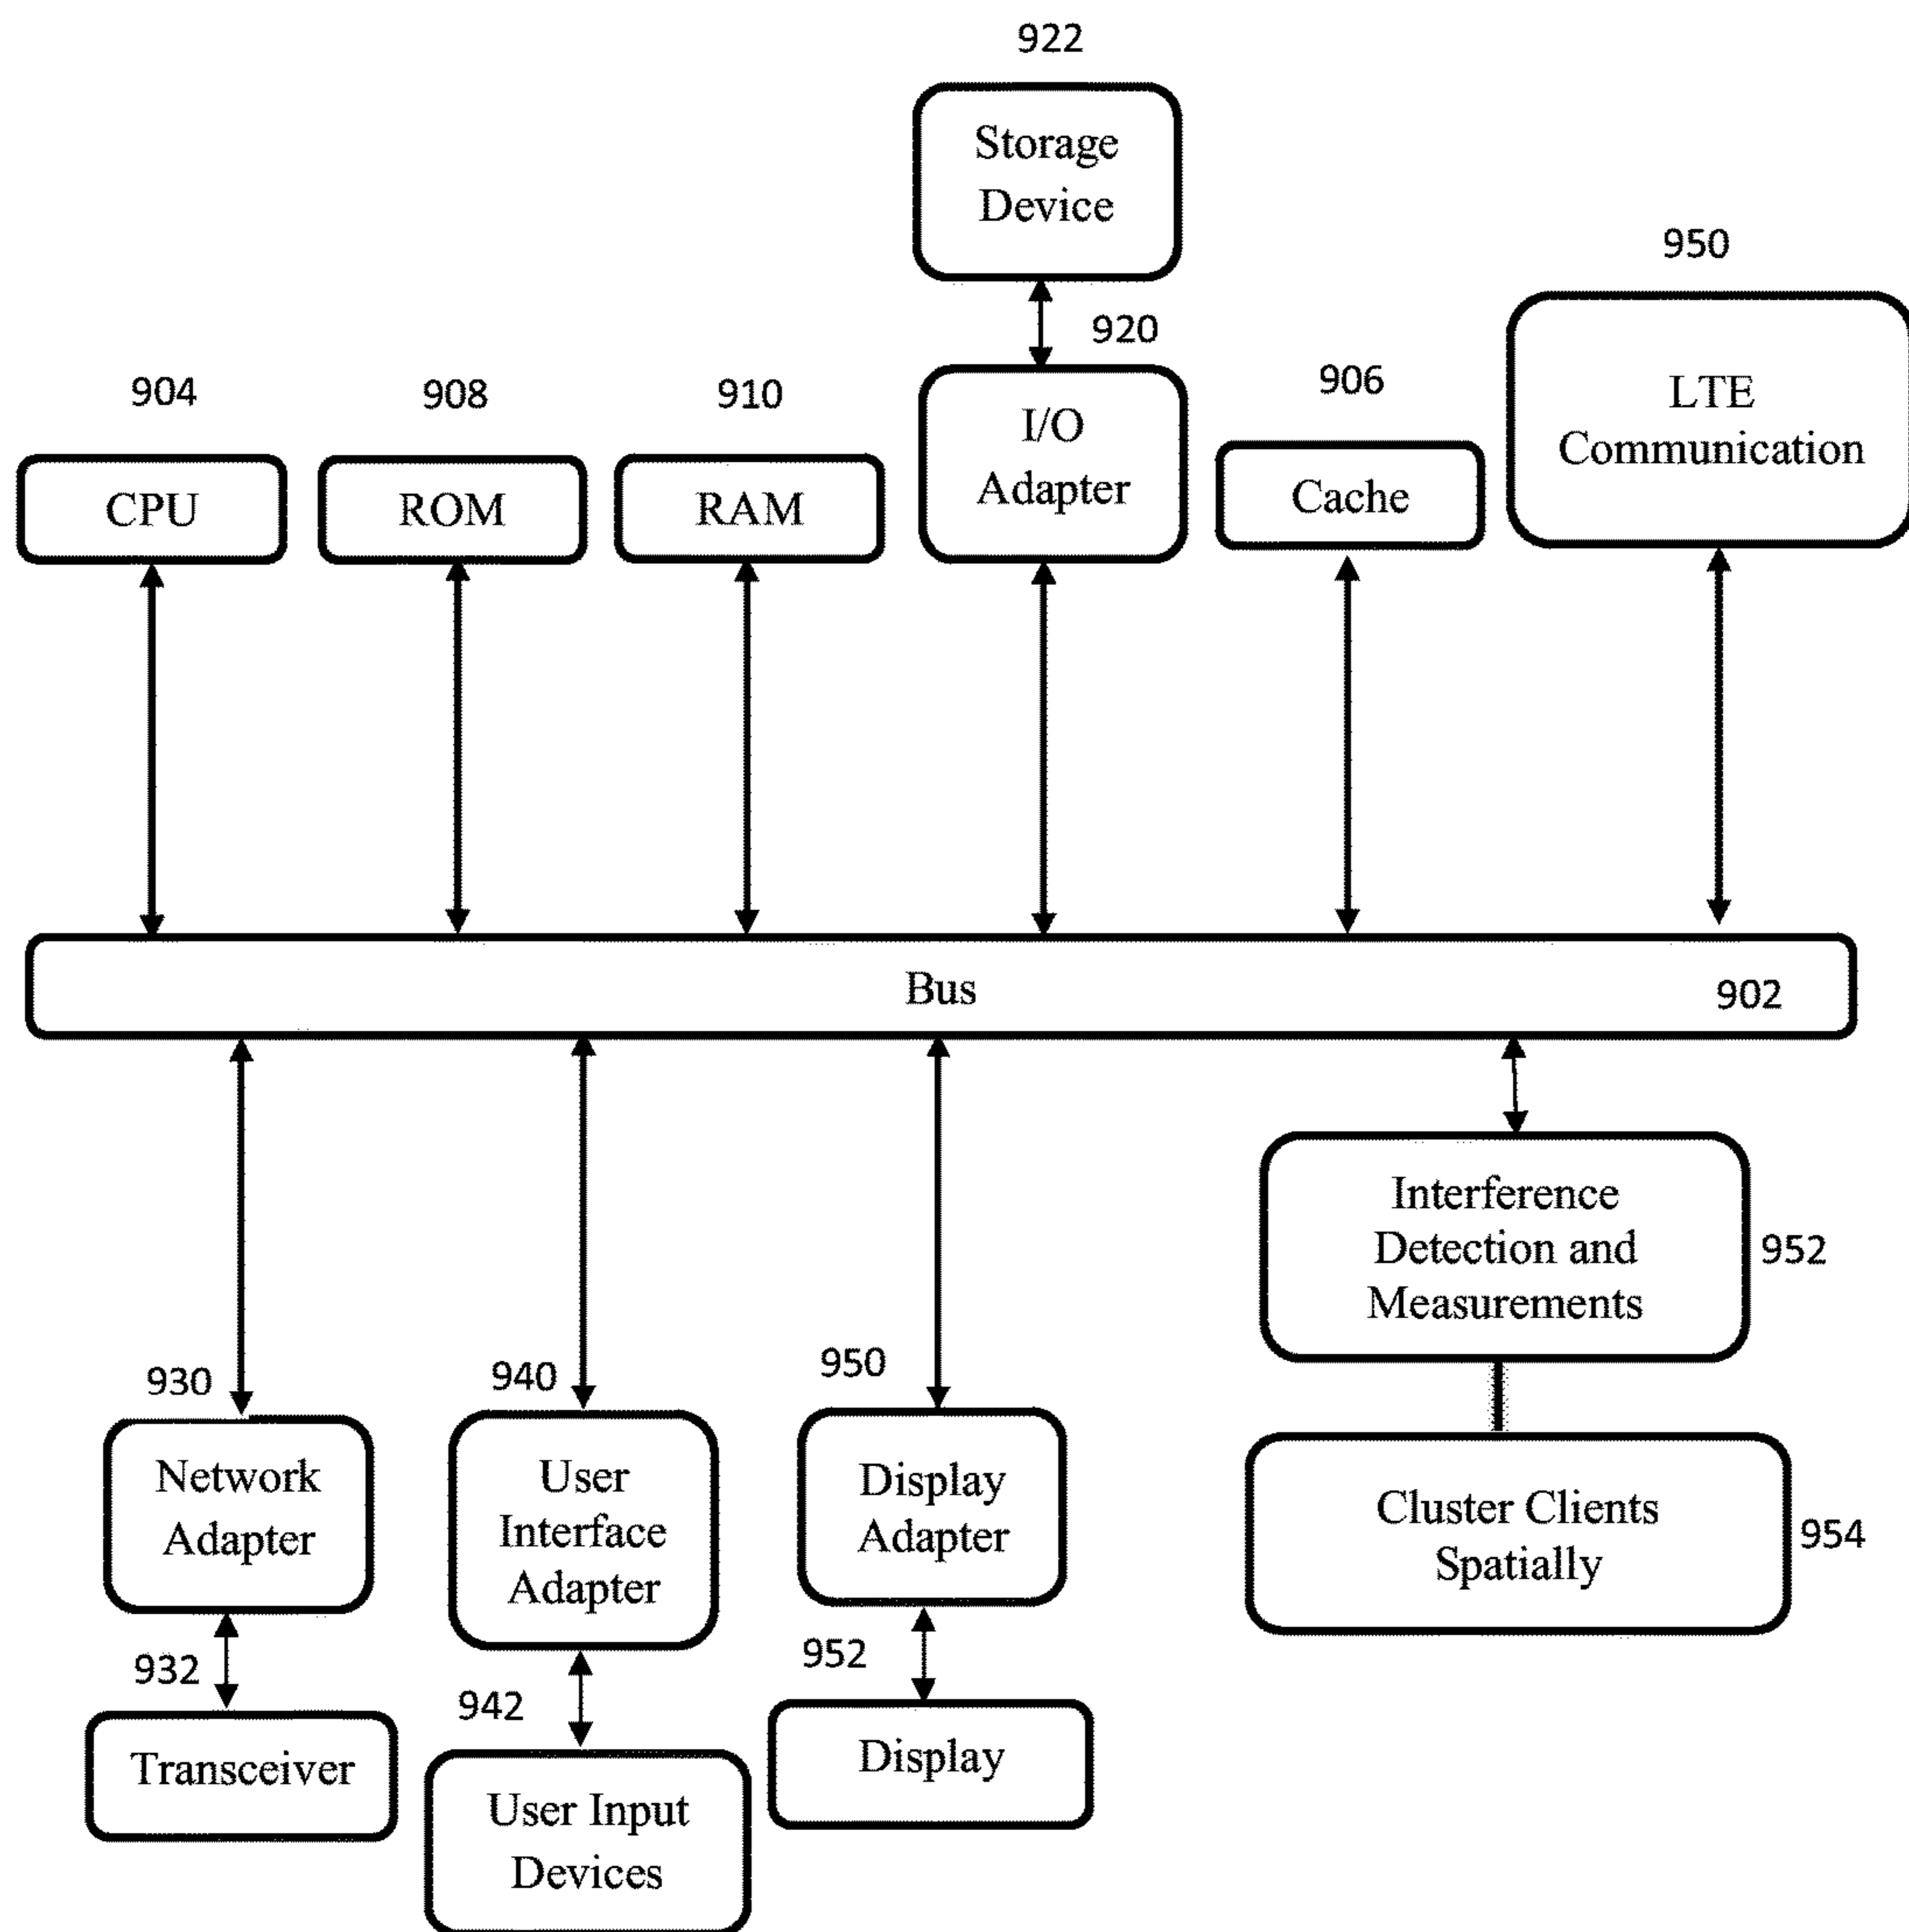 922
Storage
Device
950
920
904
908
910
I/O
Adapter
906
LTE
Communication
CPU
ROM
RAM
Cache
Bus
902
Interference
Detection and
Measurements
952
930
940
950
Network
Adapter
User
Interface
Adapter
Display
Adapter
Cluster Clients
Spatially
954
932
942
952
Transceiver
User Input
Devices
Display